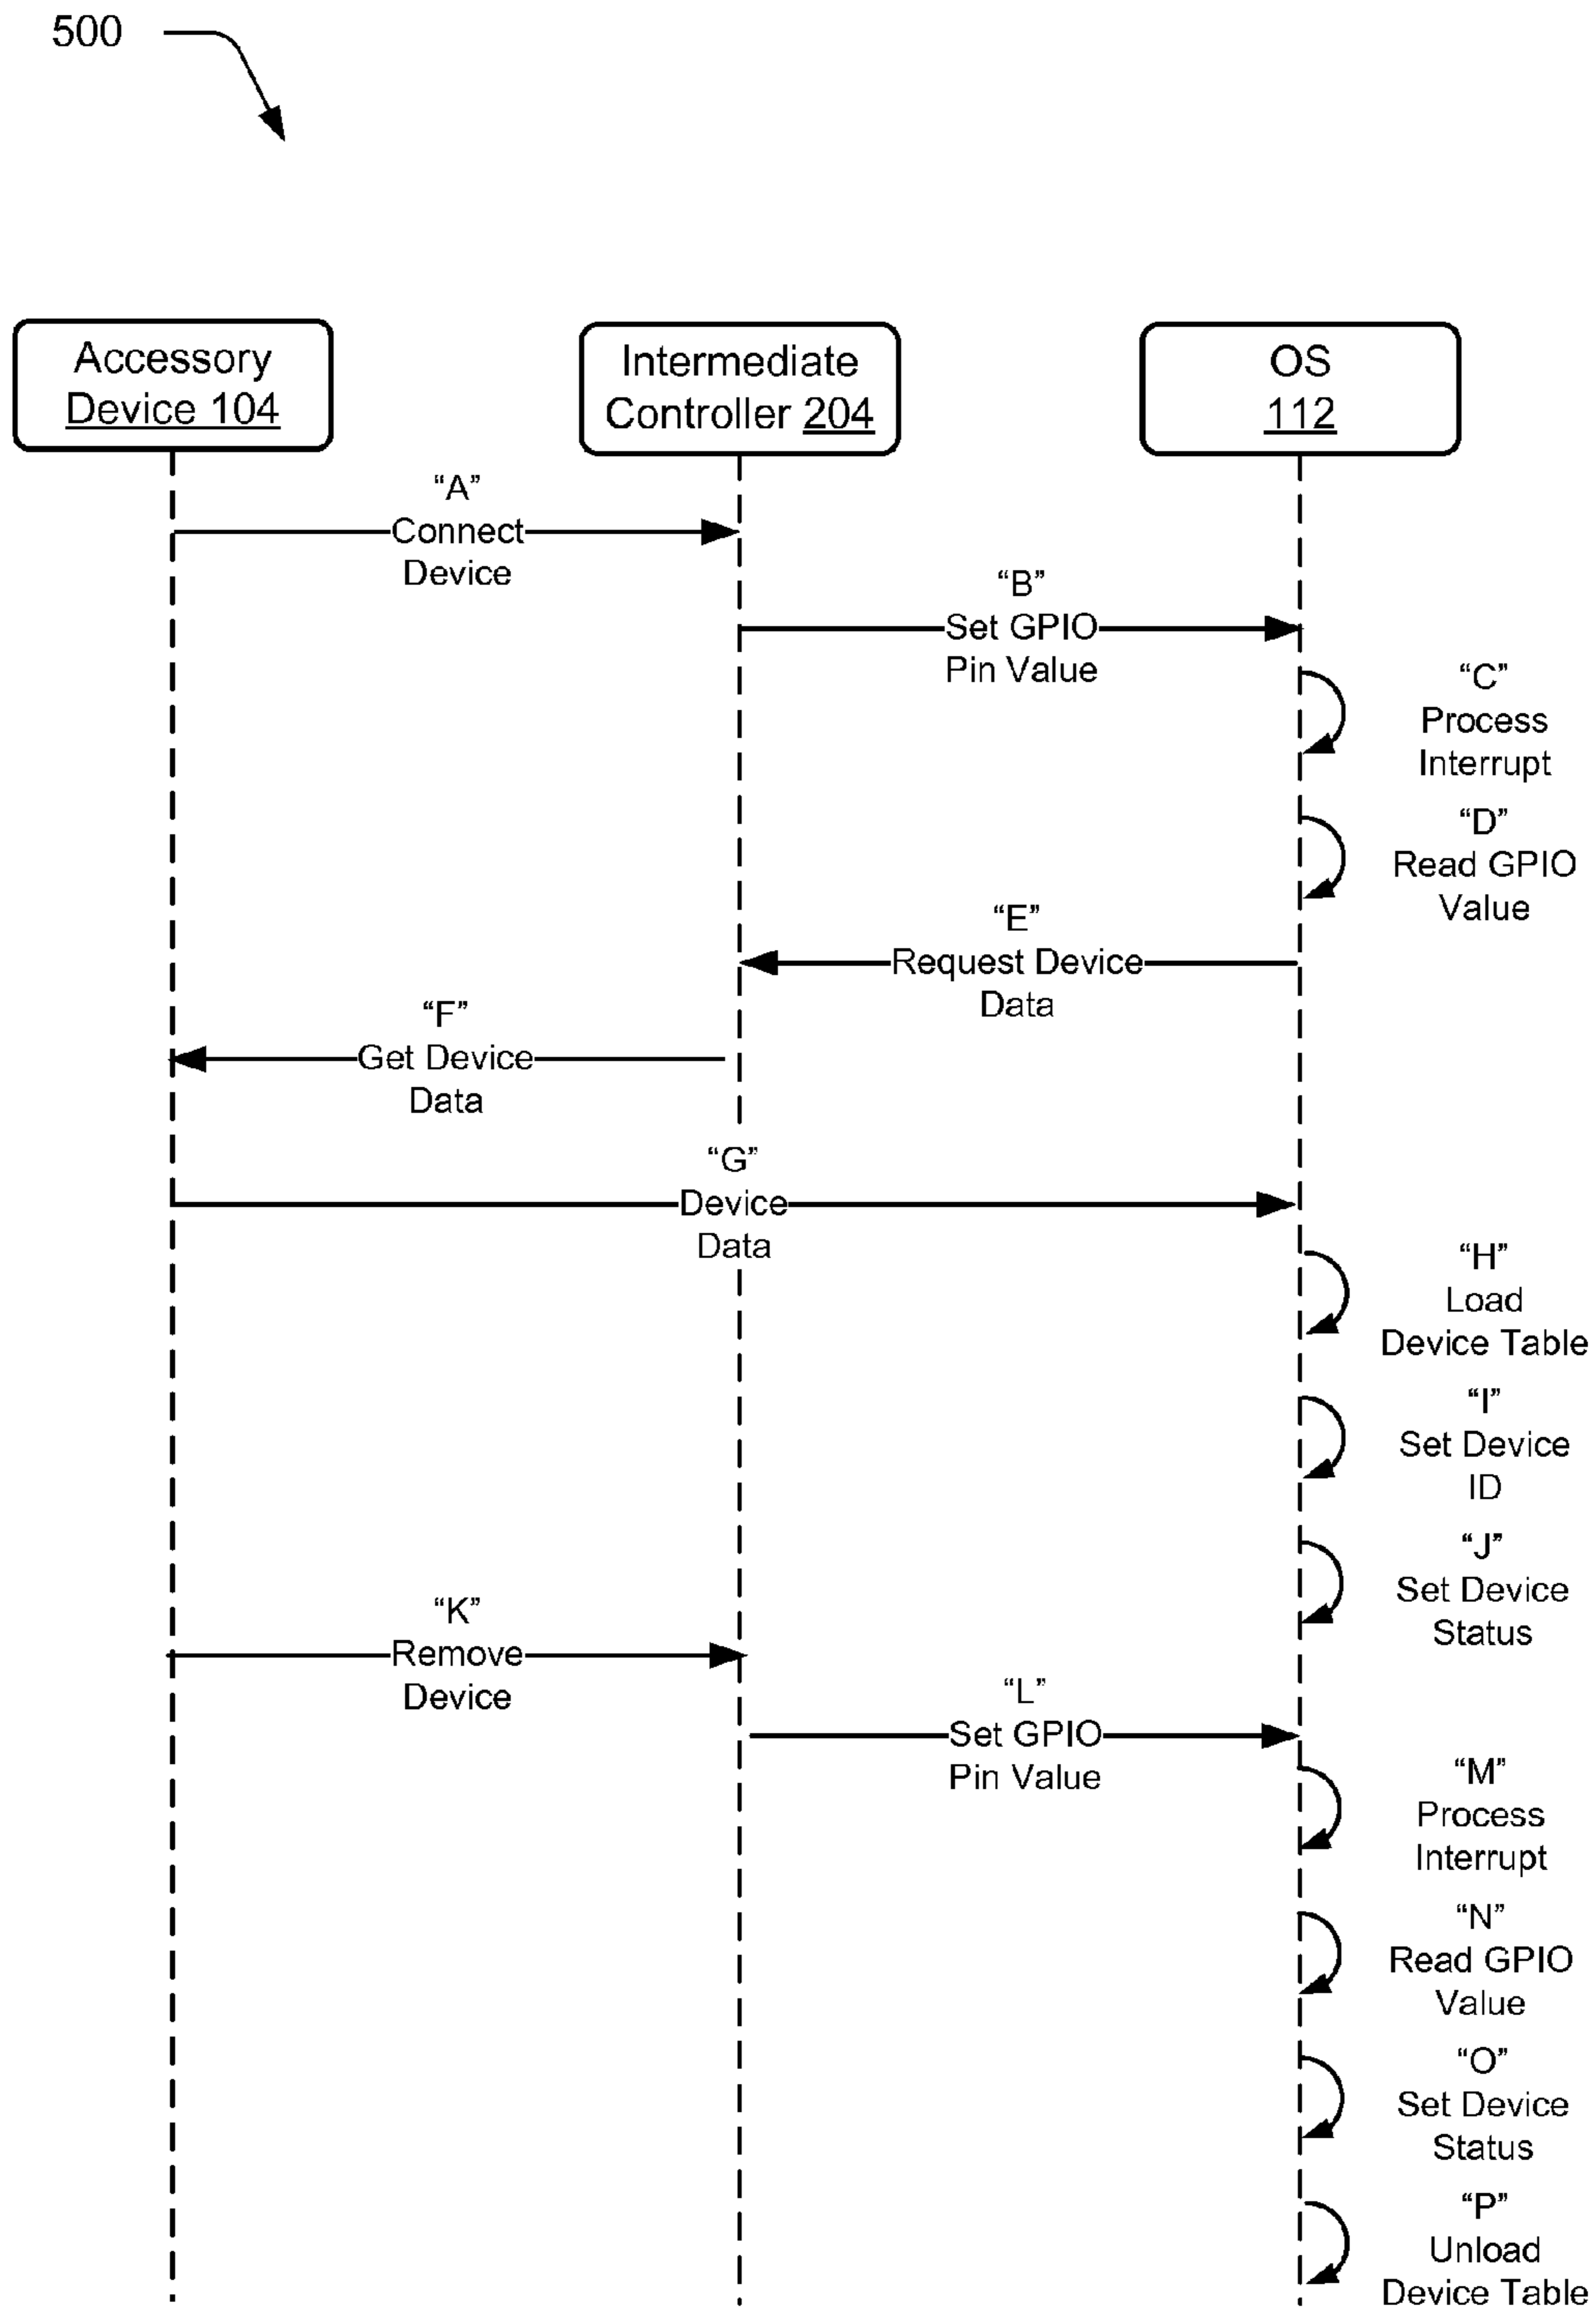 500
Accessory
Device 104
Intermediate
Controller 204
OS
112
“A”
Connect
Device
“B”
Set GPIO
Pin Value
“C”
Process
Interrupt
“D”
Read GPIO
Value
“E”
Request Device
Data
“F”
Get Device
Data
“G”
Device
Data
“H”
Load
Device Table
“I”
Set Device
ID
“J”
Set Device
Status
“K”
Remove
Device
“L”
Set GPIO
Pin Value
“M”
Process
Interrupt
“N”
Read GPIO
Value
“O”
Set Device
Status
“P”
Unload
Device Table